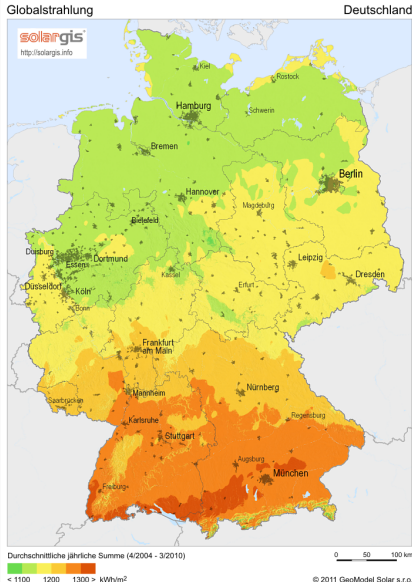 Globalstrahlung
Deutschland
solargis
http://solargis.info
Kiel
Rostock
Hamburg
Schwerin
Bremen
Berlin
Hannover
Magdeburg
Bielefeld
Duisburg
Dortmund
Essen
Kassel
Leipzig
Düsseldorf
Dresden
Köln
Erfurt
Bonn
Frankfurt
am Main
Saarbrücken
Mannheim
Nürnberg
Karlsruhe
Regensburg
Stuttgart
Augsburg
München
Freiburg
Durchschnittliche jährliche Summe (4/2004 - 3/2010)
0 50 100 km
< 1100 1200 1300 > kWh/m²
© 2011 GeoModel Solar s.r.o.